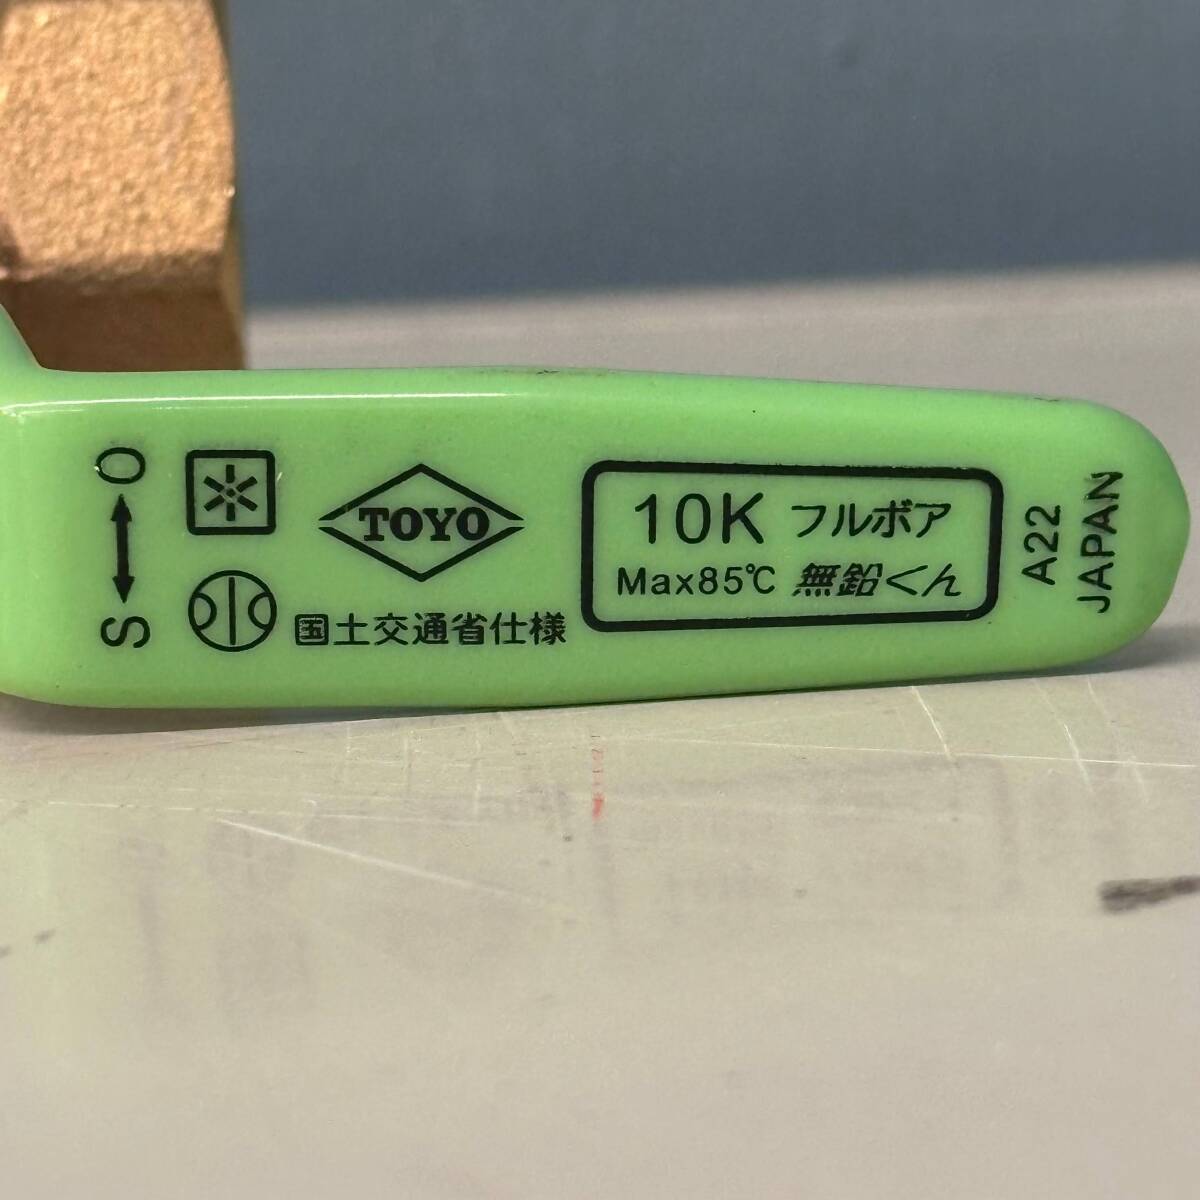 S↔O
TOYO
国土交通省仕様
10K フルボア
Max85℃ 無鉛くん
A22
JAPAN